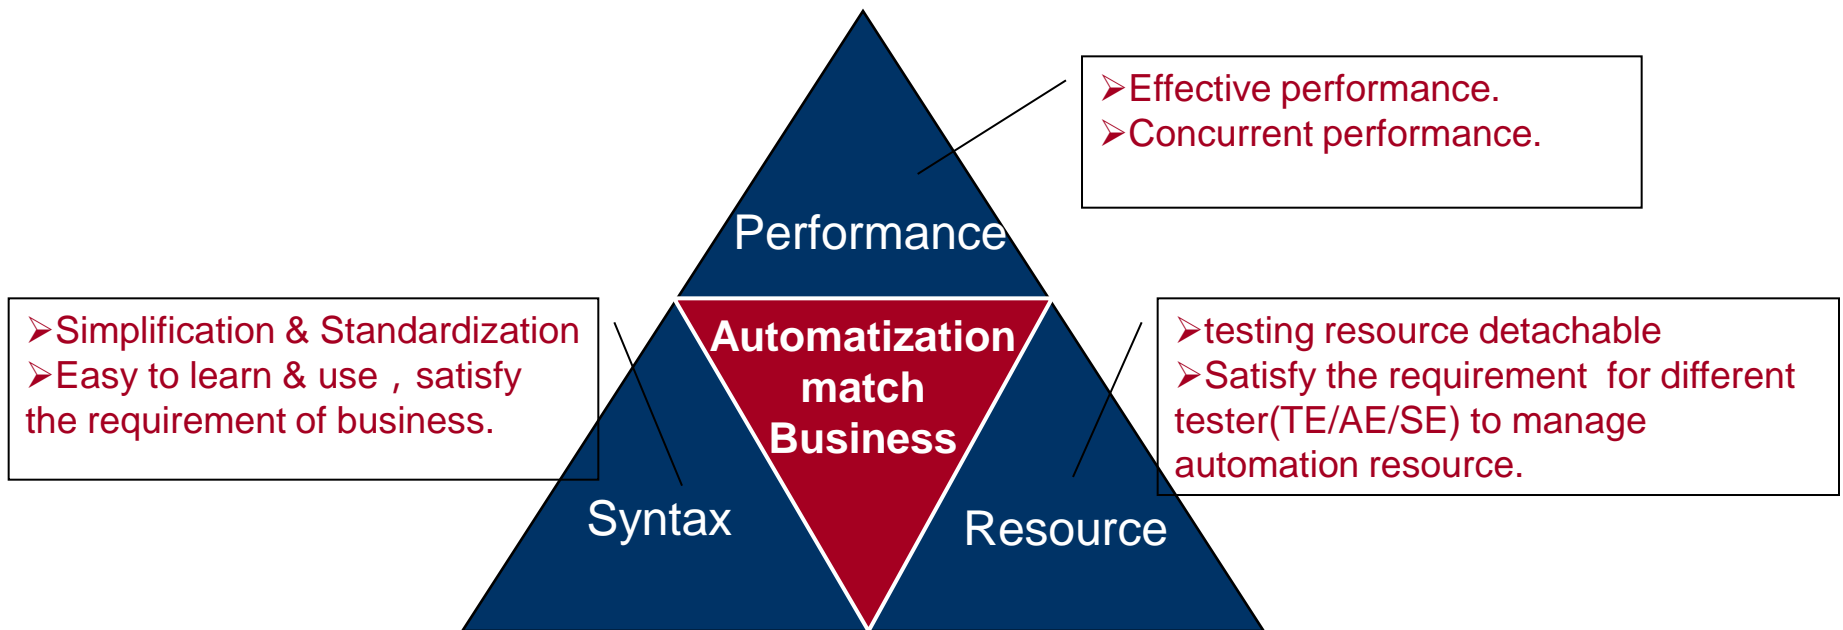 ➢Effective performance.
➢Concurrent performance.
Performance
➢Simplification & Standardization
➢Easy to learn & use , satisfy
the requirement of business.
Automatization
match
Business
➢testing resource detachable
➢Satisfy the requirement for different
tester(TE/AE/SE) to manage
automation resource.
Syntax
Resource